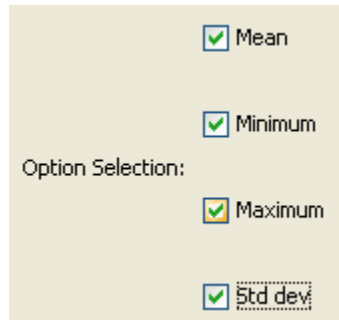 Mean
Minimum
Option Selection:
Maximum
Std dev